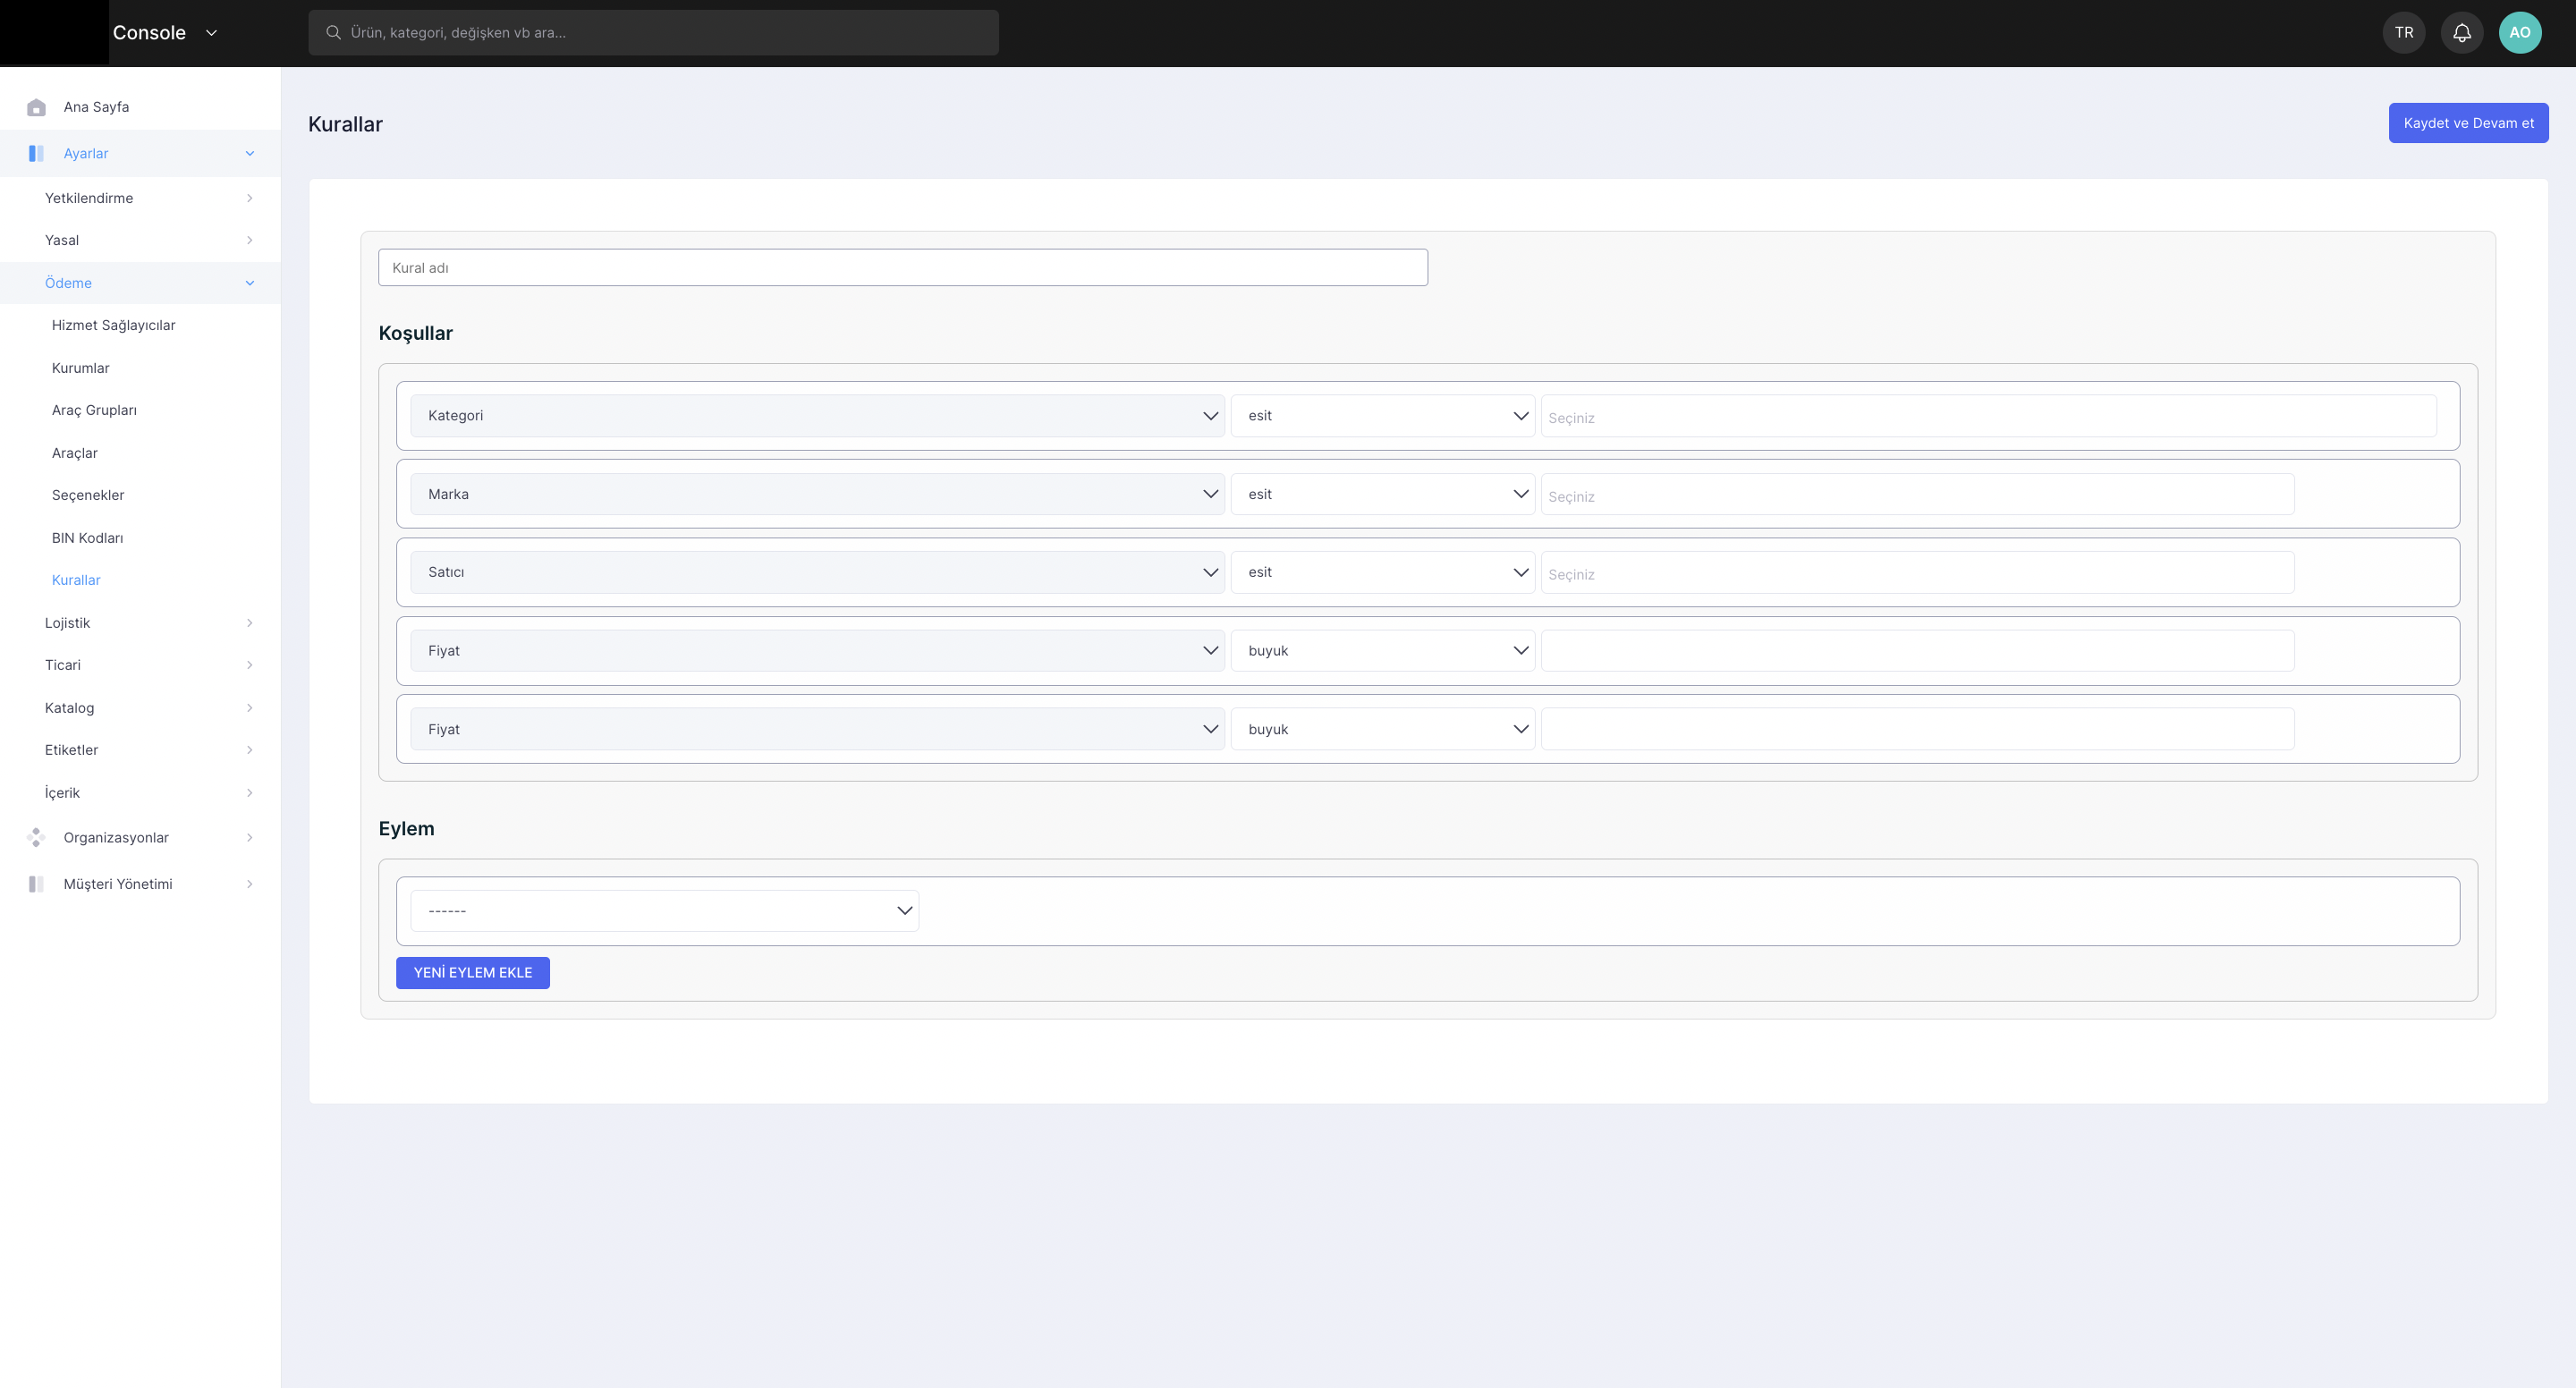 Console
Ürün, kategori, değişken vb ara...
TR
AO
Ana Sayfa
Ayarlar
Yetkilendirme
Yasal
Ödeme
Hizmet Sağlayıcılar
Kurumlar
Araç Grupları
Araçlar
Seçenekler
BIN Kodları
Kurallar
Lojistik
Ticari
Katalog
Etiketler
İçerik
Organizasyonlar
Müşteri Yönetimi
Kurallar
Kaydet ve Devam et
Kural adı
Koşullar
Kategori esit Seçiniz
Marka esit Seçiniz
Satıcı esit Seçiniz
Fiyat buyuk
Fiyat buyuk
Eylem
------
YENİ EYLEM EKLE